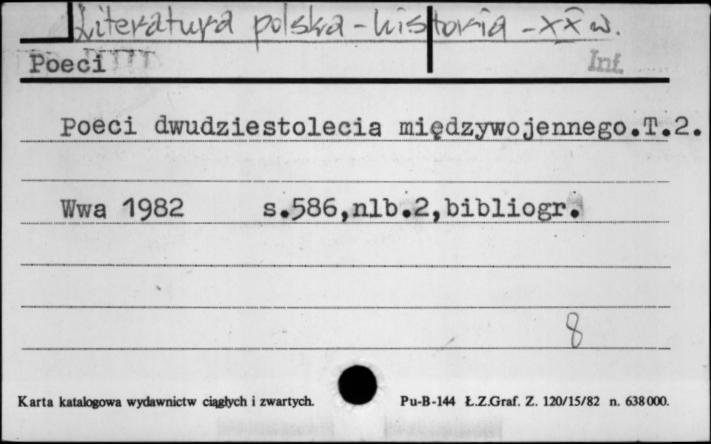 Literatura polska - historia - XX w.
Poeci Inf.
Poeci dwudziestolecia międzywojennego.T.2.
Wwa 1982 s.586,nlb.2,bibliogr.
8
Karta katalogowa wydawnictw ciągłych i zwartych. Pu-B-144 Ł.Z.Graf. Z. 120/15/82 n. 638000.